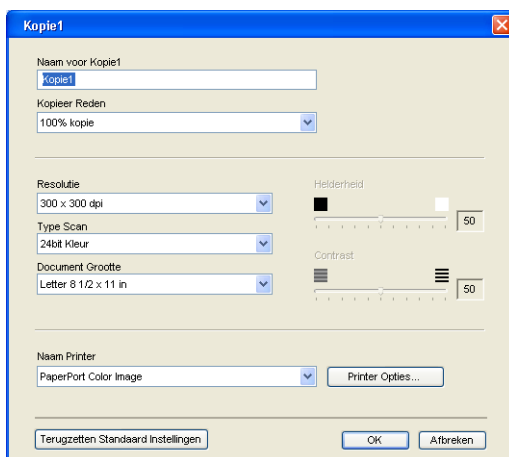 Kopie1
Naam voor Kopie1
Kopie1
Kopieer Reden
100% kopie
Resolutie
300 x 300 dpi
Type Scan
24bit Kleur
Document Grootte
Letter 8 1/2 x 11 in
Helderheid
50
Contrast
50
Naam Printer
PaperPort Color Image
Printer Opties...
Terugzetten Standaard Instellingen
OK
Afbreken